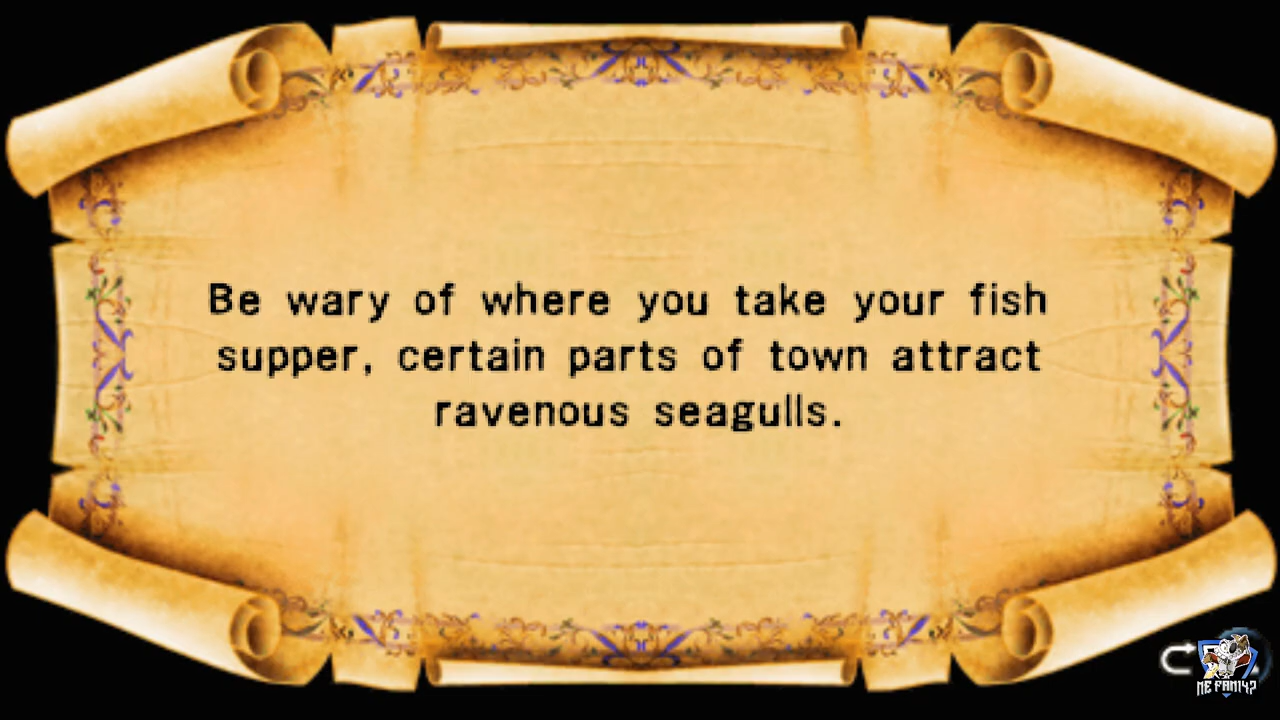 Be wary of where you take your fish
supper, certain parts of town attract
ravenous seagulls.